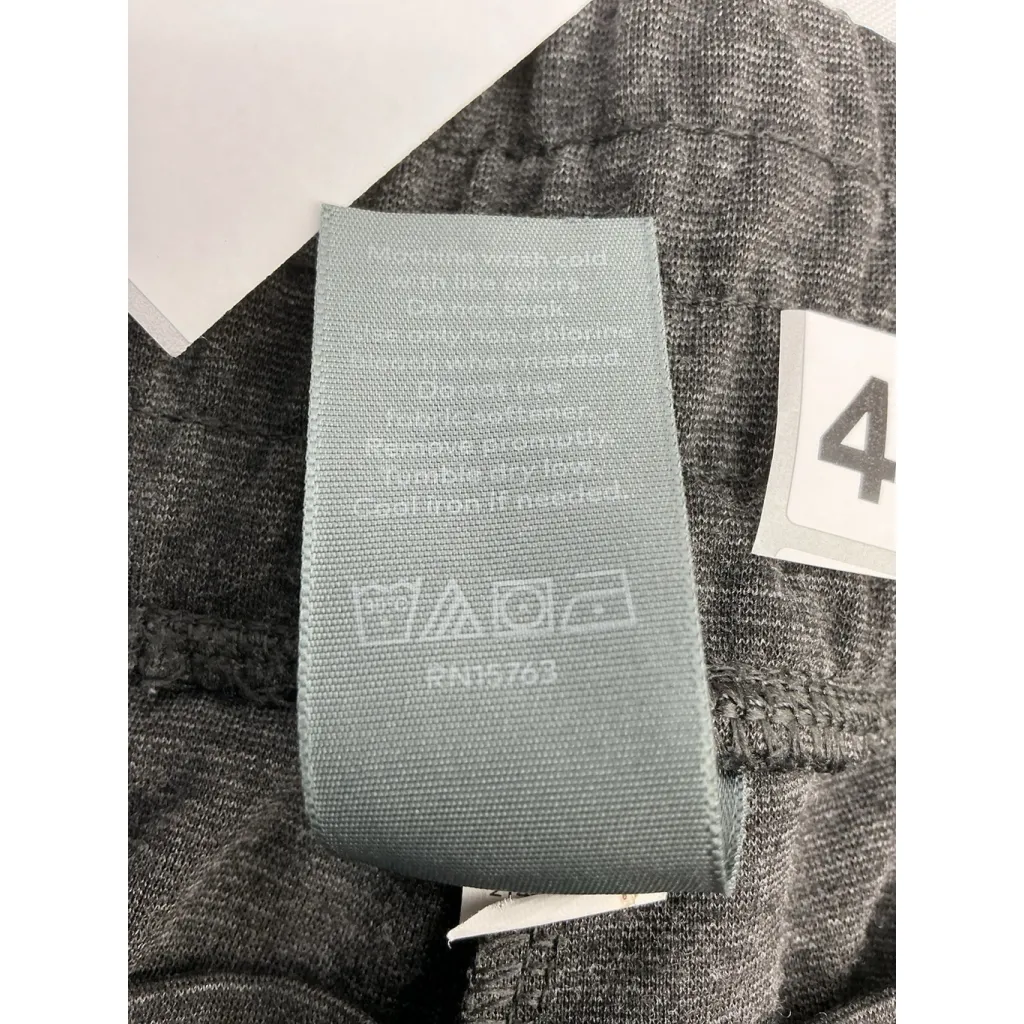 Machine wash cold
with like colors.
Do not soak.
Use only non-chlorine
when needed.
Do not use
fabric softener.
Remove promptly.
Tumble dry low.
Cool iron if needed.
30
RN15763
4